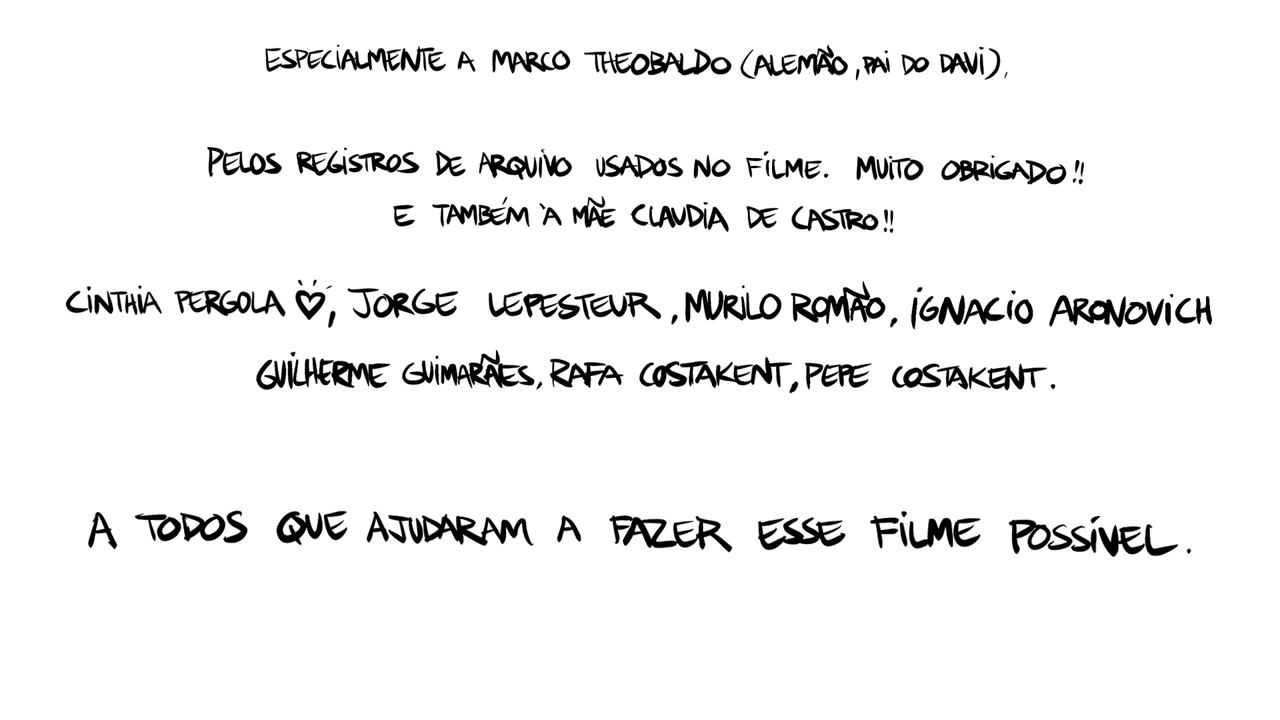 ESPECIALMENTE A MARCO THEOBALDO (ALEMÃO, PAI DO DAVI),
PELOS REGISTROS DE ARQUIVO USADOS NO FILME. MUITO OBRIGADO!!
E TAMBÉM À MÃE CLAUDIA DE CASTRO!!
CINTHIA PERGOLA ♡, JORGE LEPESTEUR, MURILO ROMÃO, IGNACIO ARONOVICH
GUILHERME GUIMARÃES, RAFA COSTAKENT, PEPE COSTAKENT.
A TODOS QUE AJUDARAM A FAZER ESSE FILME POSSÍVEL.